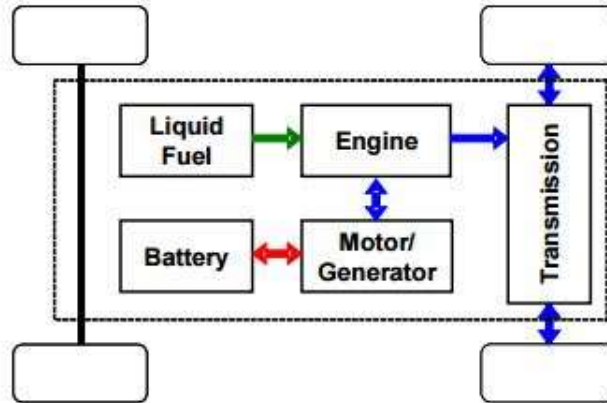 Liquid
Fuel
Engine
Battery
Motor/
Generator
Transmission